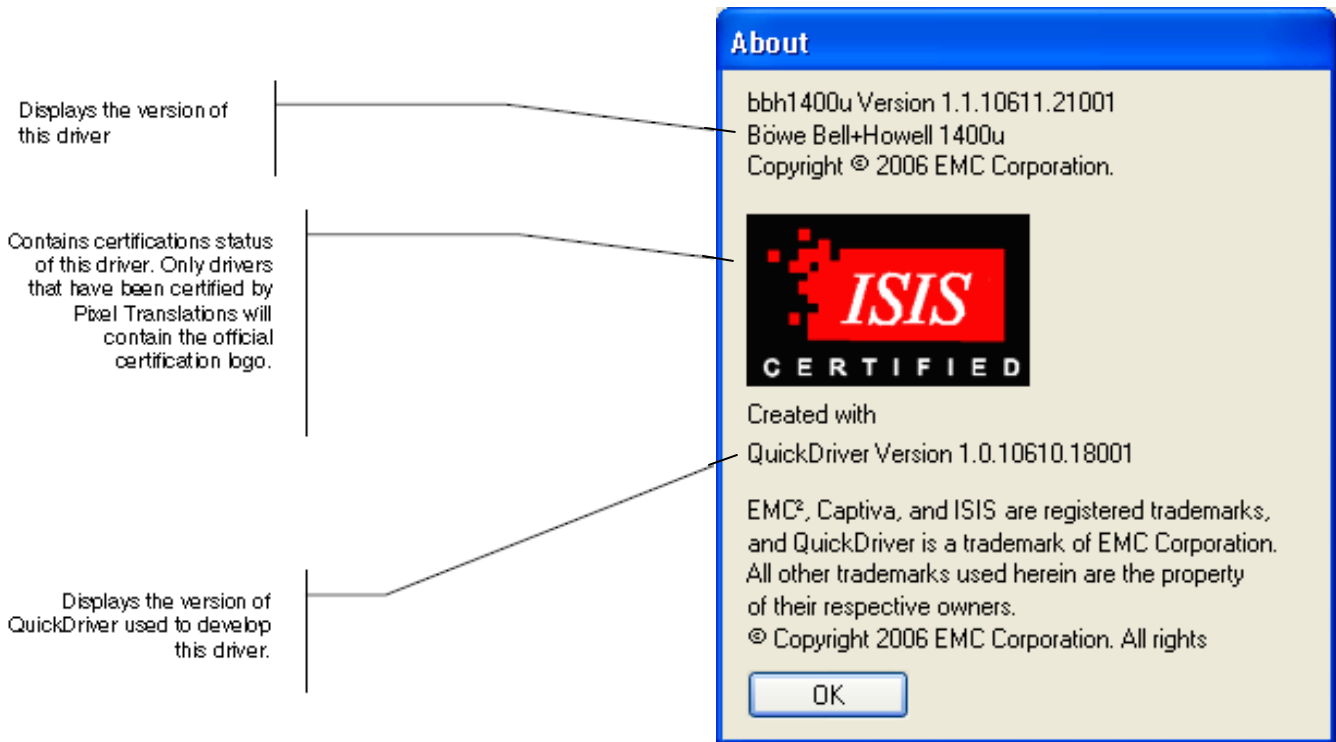 Displays the version of
this driver
Contains certifications status
of this driver. Only drivers
that have been certified by
Pixel Translations will
contain the official
certification logo.
Displays the version of
QuickDriver used to develop
this driver.
About
bbh1400u Version 1.1.10611.21001
Böwe Bell+Howell 1400u
Copyright © 2006 EMC Corporation.
ISIS
CERTIFIED
Created with
QuickDriver Version 1.0.10610.18001
EMC², Captiva, and ISIS are registered trademarks,
and QuickDriver is a trademark of EMC Corporation.
All other trademarks used herein are the property
of their respective owners.
© Copyright 2006 EMC Corporation. All rights
OK